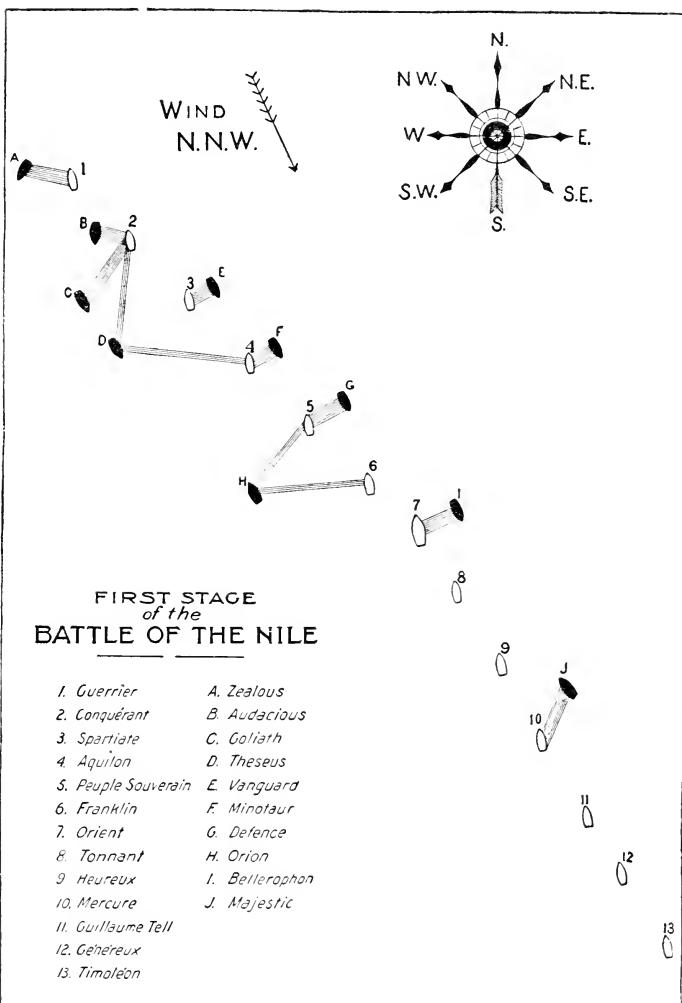 N.
N W.
N.E.
WIND
N.N.W.
W
E.
S.W.
S.E.
S.
A
1
B
2
C
3
E
D
4
F
G
5
H
6
7
I
8
9
J
10
11
12
13
FIRST STAGE
of the
BATTLE OF THE NILE
1. Guerrier
A. Zealous
2. Conquérant
B. Audacious
3. Spartiate
C. Goliath
4. Aquilon
D. Theseus
5. Peuple Souverain
E. Vanguard
6. Franklin
F. Minotaur
7. Orient
G. Defence
8. Tonnant
H. Orion
9 Heureux
I. Bellerophon
10. Mercure
J. Majestic
11. Guillaume Tell
12. Généreux
13. Timoléon